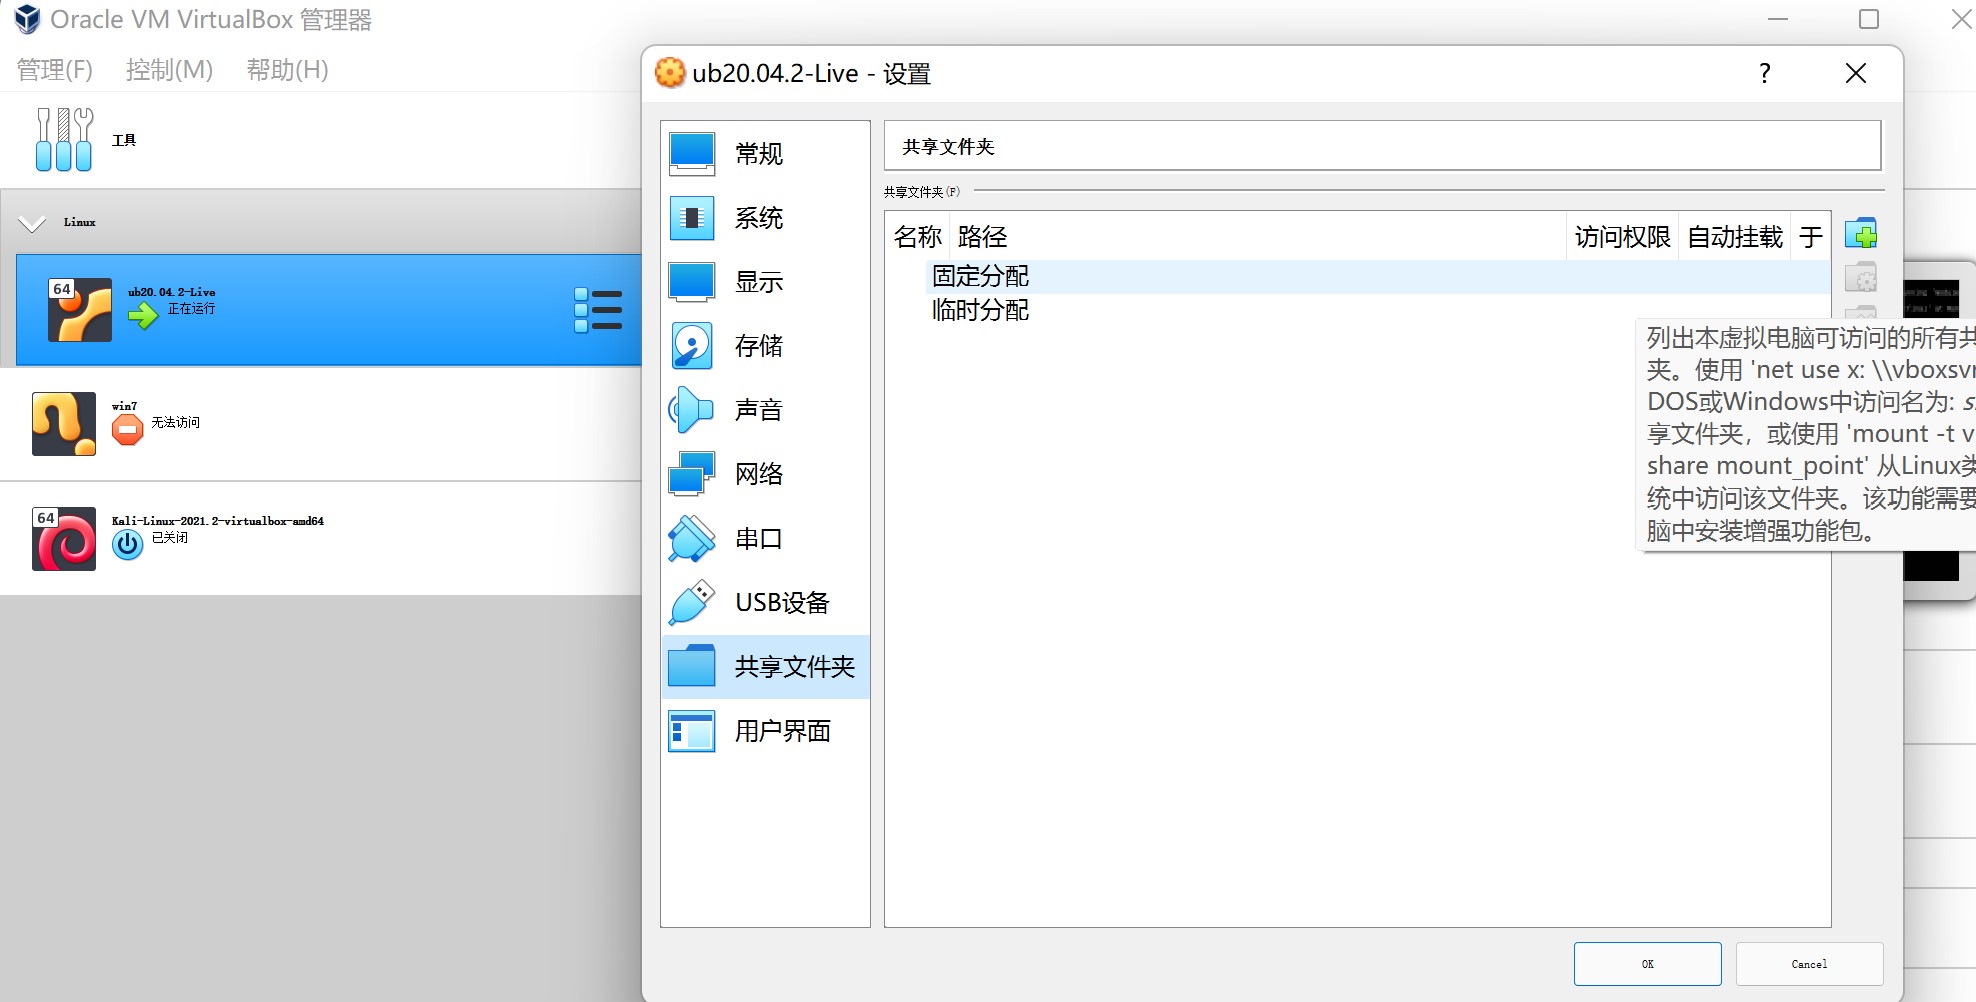 Oracle VM VirtualBox 管理器
管理(F) 控制(M) 帮助(H)
工具
Linux
64
ub20.04.2-Live
正在运行
win7
无法访问
64
Kali-Linux-2021.2-virtualbox-amd64
已关闭
ub20.04.2-Live - 设置
?
常规
系统
显示
存储
声音
网络
串口
USB设备
共享文件夹
用户界面
共享文件夹
共享文件夹(F)
名称 路径 访问权限 自动挂载 于
固定分配
临时分配
列出本虚拟电脑可访问的所有共
夹。使用 'net use x: \\vboxsvr
DOS或Windows中访问名为: s
享文件夹，或使用 'mount -t v
share mount_point' 从Linux类
统中访问该文件夹。该功能需要
脑中安装增强功能包。
OK Cancel